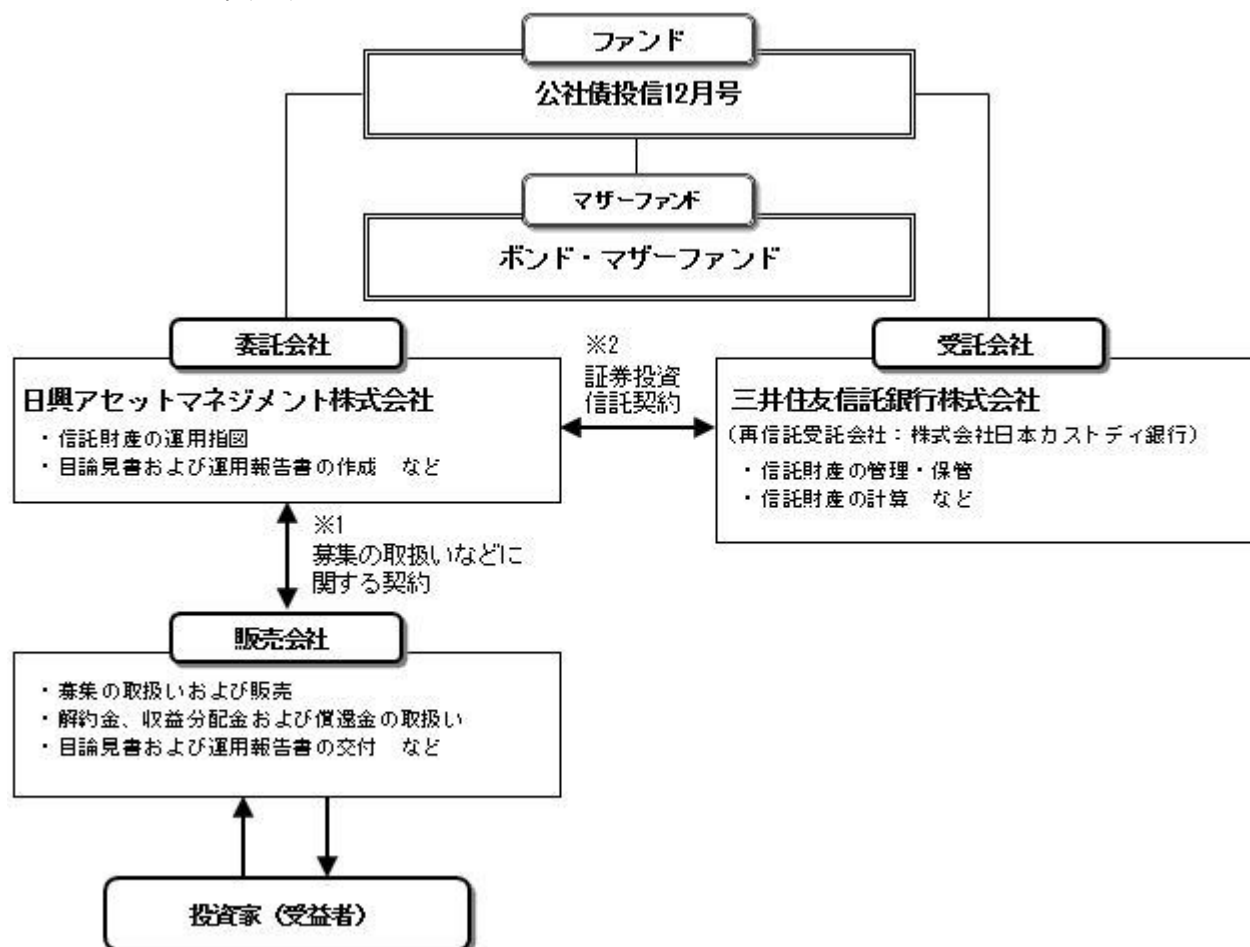 ファンド
公社債投信12月号
マザーファンド
ボンド・マザーファンド
委託会社
日興アセットマネジメント株式会社
・信託財産の運用指図
・目論見書および運用報告書の作成　など
※2
証券投資
信託契約
受託会社
三井住友信託銀行株式会社
（再信託受託会社：株式会社日本カストディ銀行）
・信託財産の管理・保管
・信託財産の計算　など
※1
募集の取扱いなどに
関する契約
販売会社
・募集の取扱いおよび販売
・解約金、収益分配金および償還金の取扱い
・目論見書および運用報告書の交付　など
投資家（受益者）